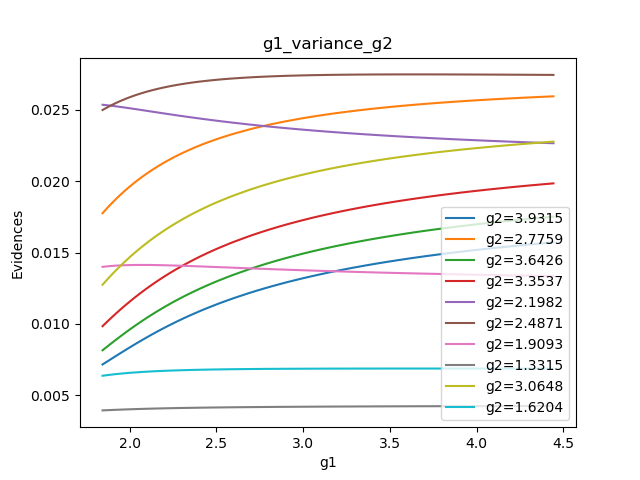 g1_variance_g2
Evidences
0.025
0.020
0.015
0.010
0.005
g2=3.9315
g2=2.7759
g2=3.6426
g2=3.3537
g2=2.1982
g2=2.4871
g2=1.9093
g2=1.3315
g2=3.0648
g2=1.6204
2.0 2.5 3.0 3.5 4.0 4.5
g1